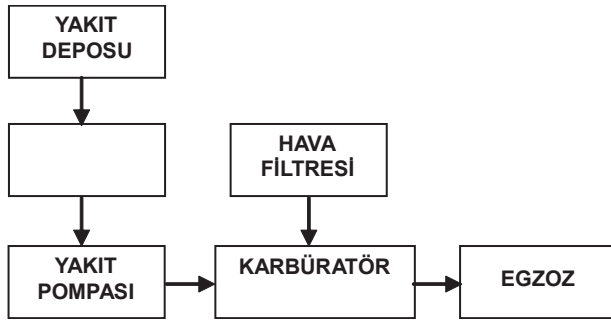 YAKIT
DEPOSU
HAVA
FİLTRESİ
YAKIT
POMPASI
KARBÜRATÖR
EGZOZ